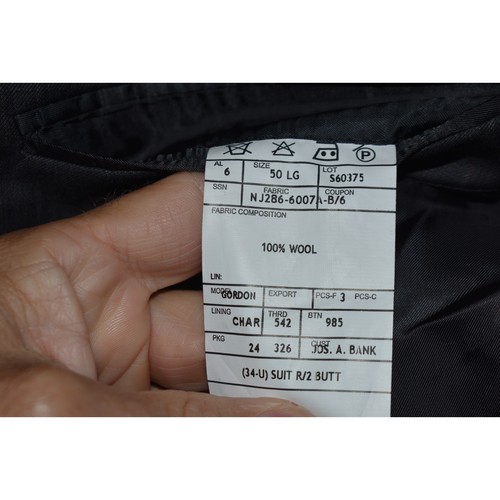 AL SIZE LOT
6 50 LG S60375
SSN FABRIC COUPON
NJ286-6007A-B/6
FABRIC COMPOSITION
100% WOOL
LIN:
MODEL EXPORT PCS-F 3 PCS-C
GORDON
LINING THRD BTN
CHAR 542 985
PKG CUST
24 326 JOS. A. BANK
(34-U) SUIT R/2 BUTT